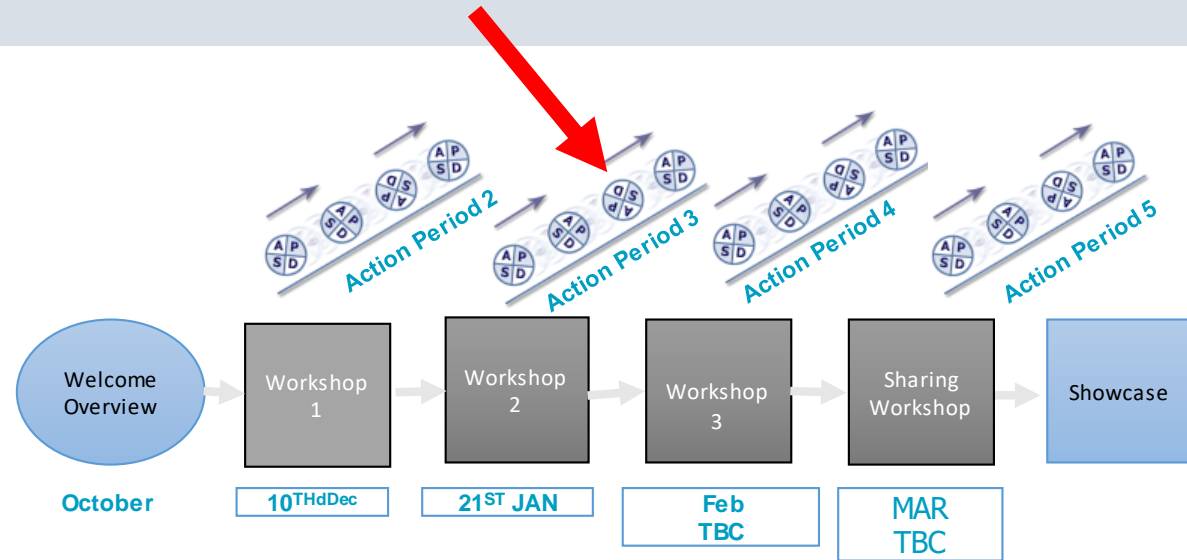 A P
S D
A P
S D
A P
S D
A P
S D
Action Period 2
A P
S D
A P
S D
A P
S D
A P
S D
Action Period 3
A P
S D
A P
S D
A P
S D
A P
S D
Action Period 4
A P
S D
A P
S D
A P
S D
A P
S D
Action Period 5
Welcome
Overview
Workshop
1
Workshop
2
Workshop
3
Sharing
Workshop
Showcase
October
10THdDec
21ST JAN
Feb
TBC
MAR
TBC